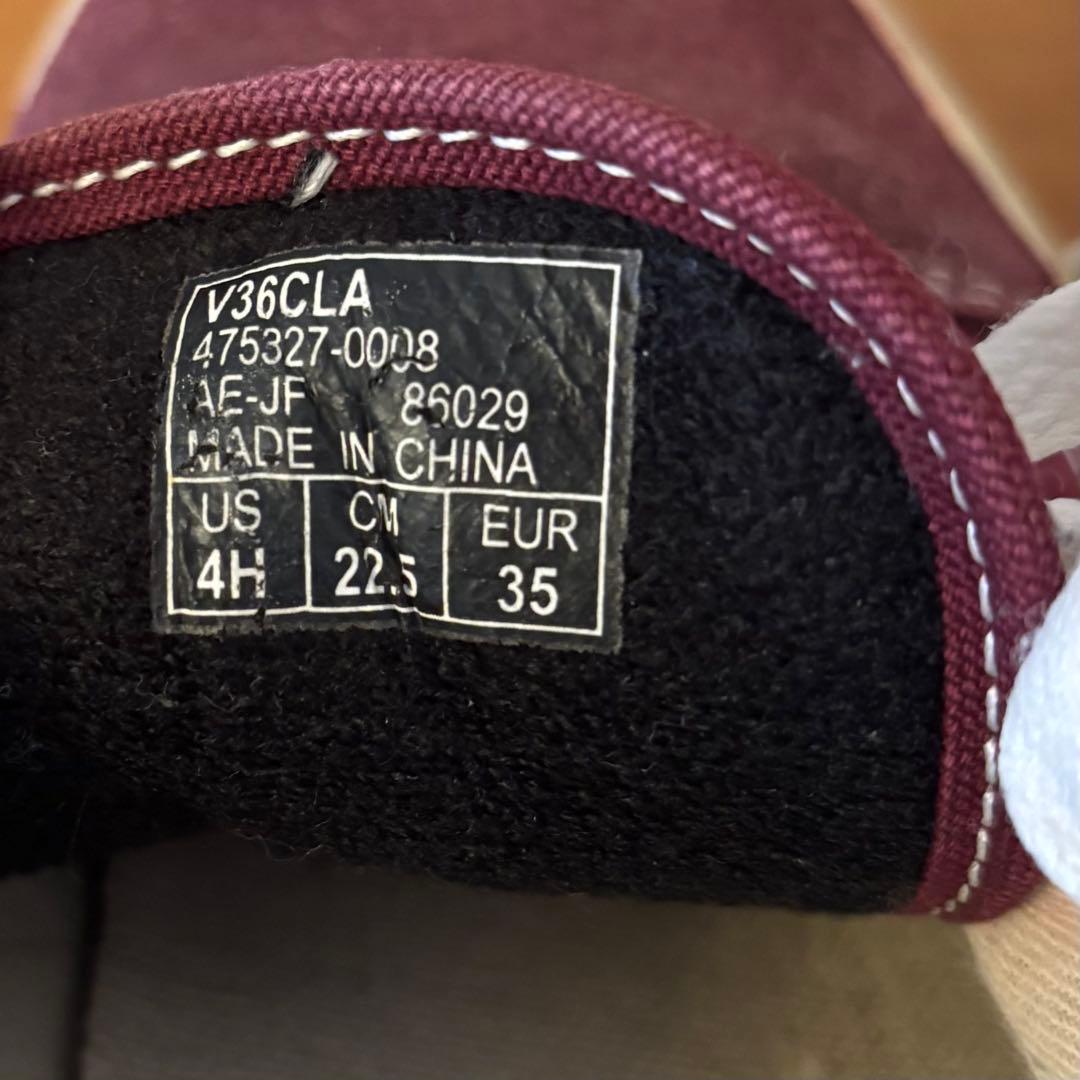 V36CLA
475327-0008
AE-JF 86029
MADE IN CHINA
US CM EUR
4H 22.5 35